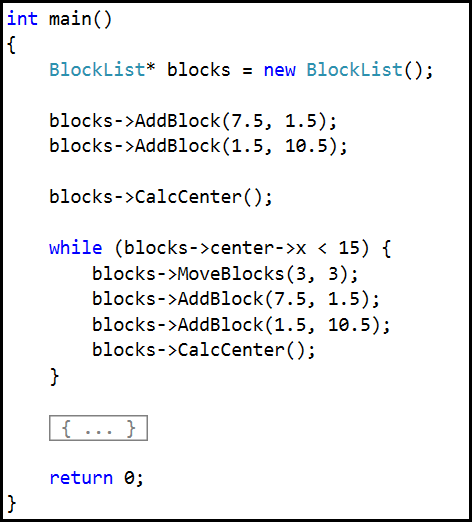 int main()
{
    BlockList* blocks = new BlockList();

    blocks->AddBlock(7.5, 1.5);
    blocks->AddBlock(1.5, 10.5);

    blocks->CalcCenter();

    while (blocks->center->x < 15) {
        blocks->MoveBlocks(3, 3);
        blocks->AddBlock(7.5, 1.5);
        blocks->AddBlock(1.5, 10.5);
        blocks->CalcCenter();
    }

    { ... }

    return 0;
}